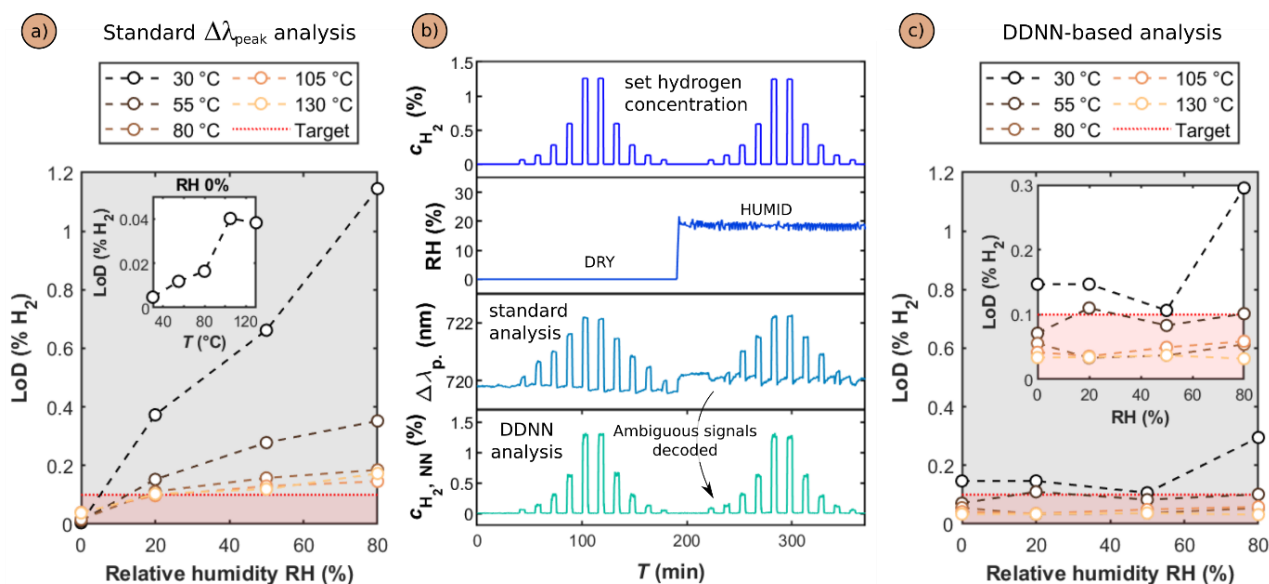 a)
Standard Δλpeak analysis
30 °C
55 °C
80 °C
105 °C
130 °C
Target
LoD (% H2)
1.2
1
0.8
0.6
0.4
0.2
0
0
20
40
60
80
Relative humidity RH (%)
RH 0%
LoD (% H2)
0.04
0.02
0
40
80
120
T (°C)
b)
cH2 (%)
1.5
1.0
0.5
0
set hydrogen
concentration
RH (%)
30
20
10
0
DRY
HUMID
Δλp. (nm)
722
720
standard
analysis
cH2, NN (%)
1.5
1.0
0.5
0
DDNN
analysis
Ambiguous signals
decoded
0
100
200
300
T (min)
c)
DDNN-based analysis
30 °C
55 °C
80 °C
105 °C
130 °C
Target
LoD (% H2)
1.2
1
0.8
0.6
0.4
0.2
0
0
20
40
60
80
Relative humidity RH (%)
LoD (% H2)
0.3
0.2
0.1
0
0
20
40
60
80
RH (%)